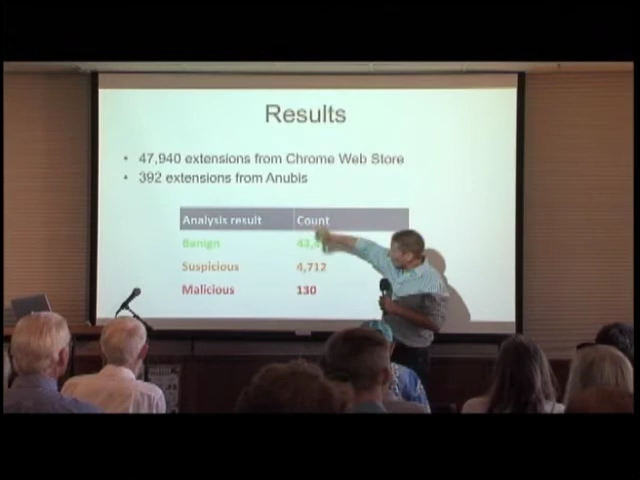 Results
• 47,940 extensions from Chrome Web Store
• 392 extensions from Anubis
Analysis result Count
Benign
Suspicious 4,712
Malicious 130